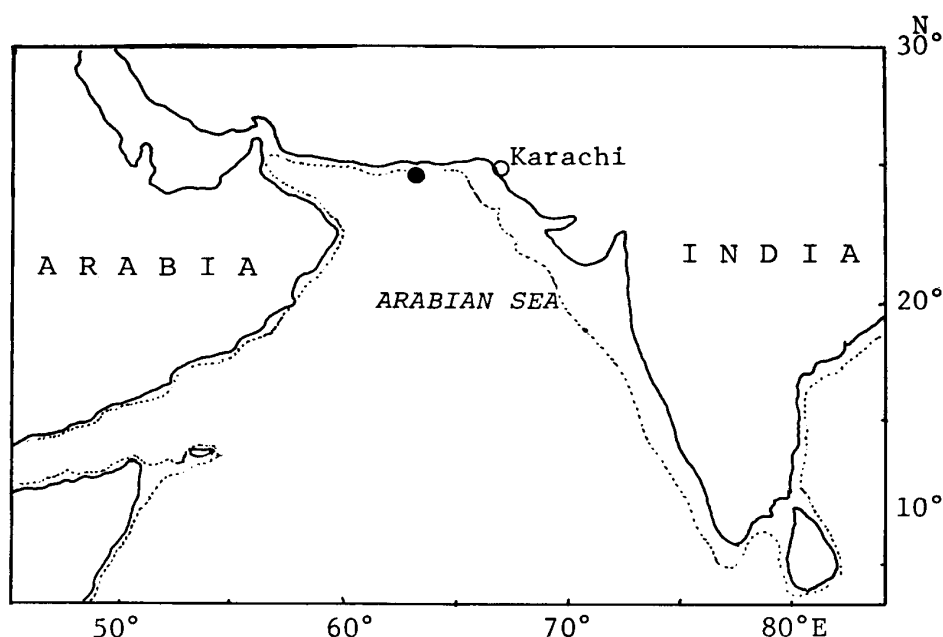 N
30°
Karachi
A R A B I A
I N D I A
ARABIAN SEA
20°
10°
50°
60°
70°
80°E